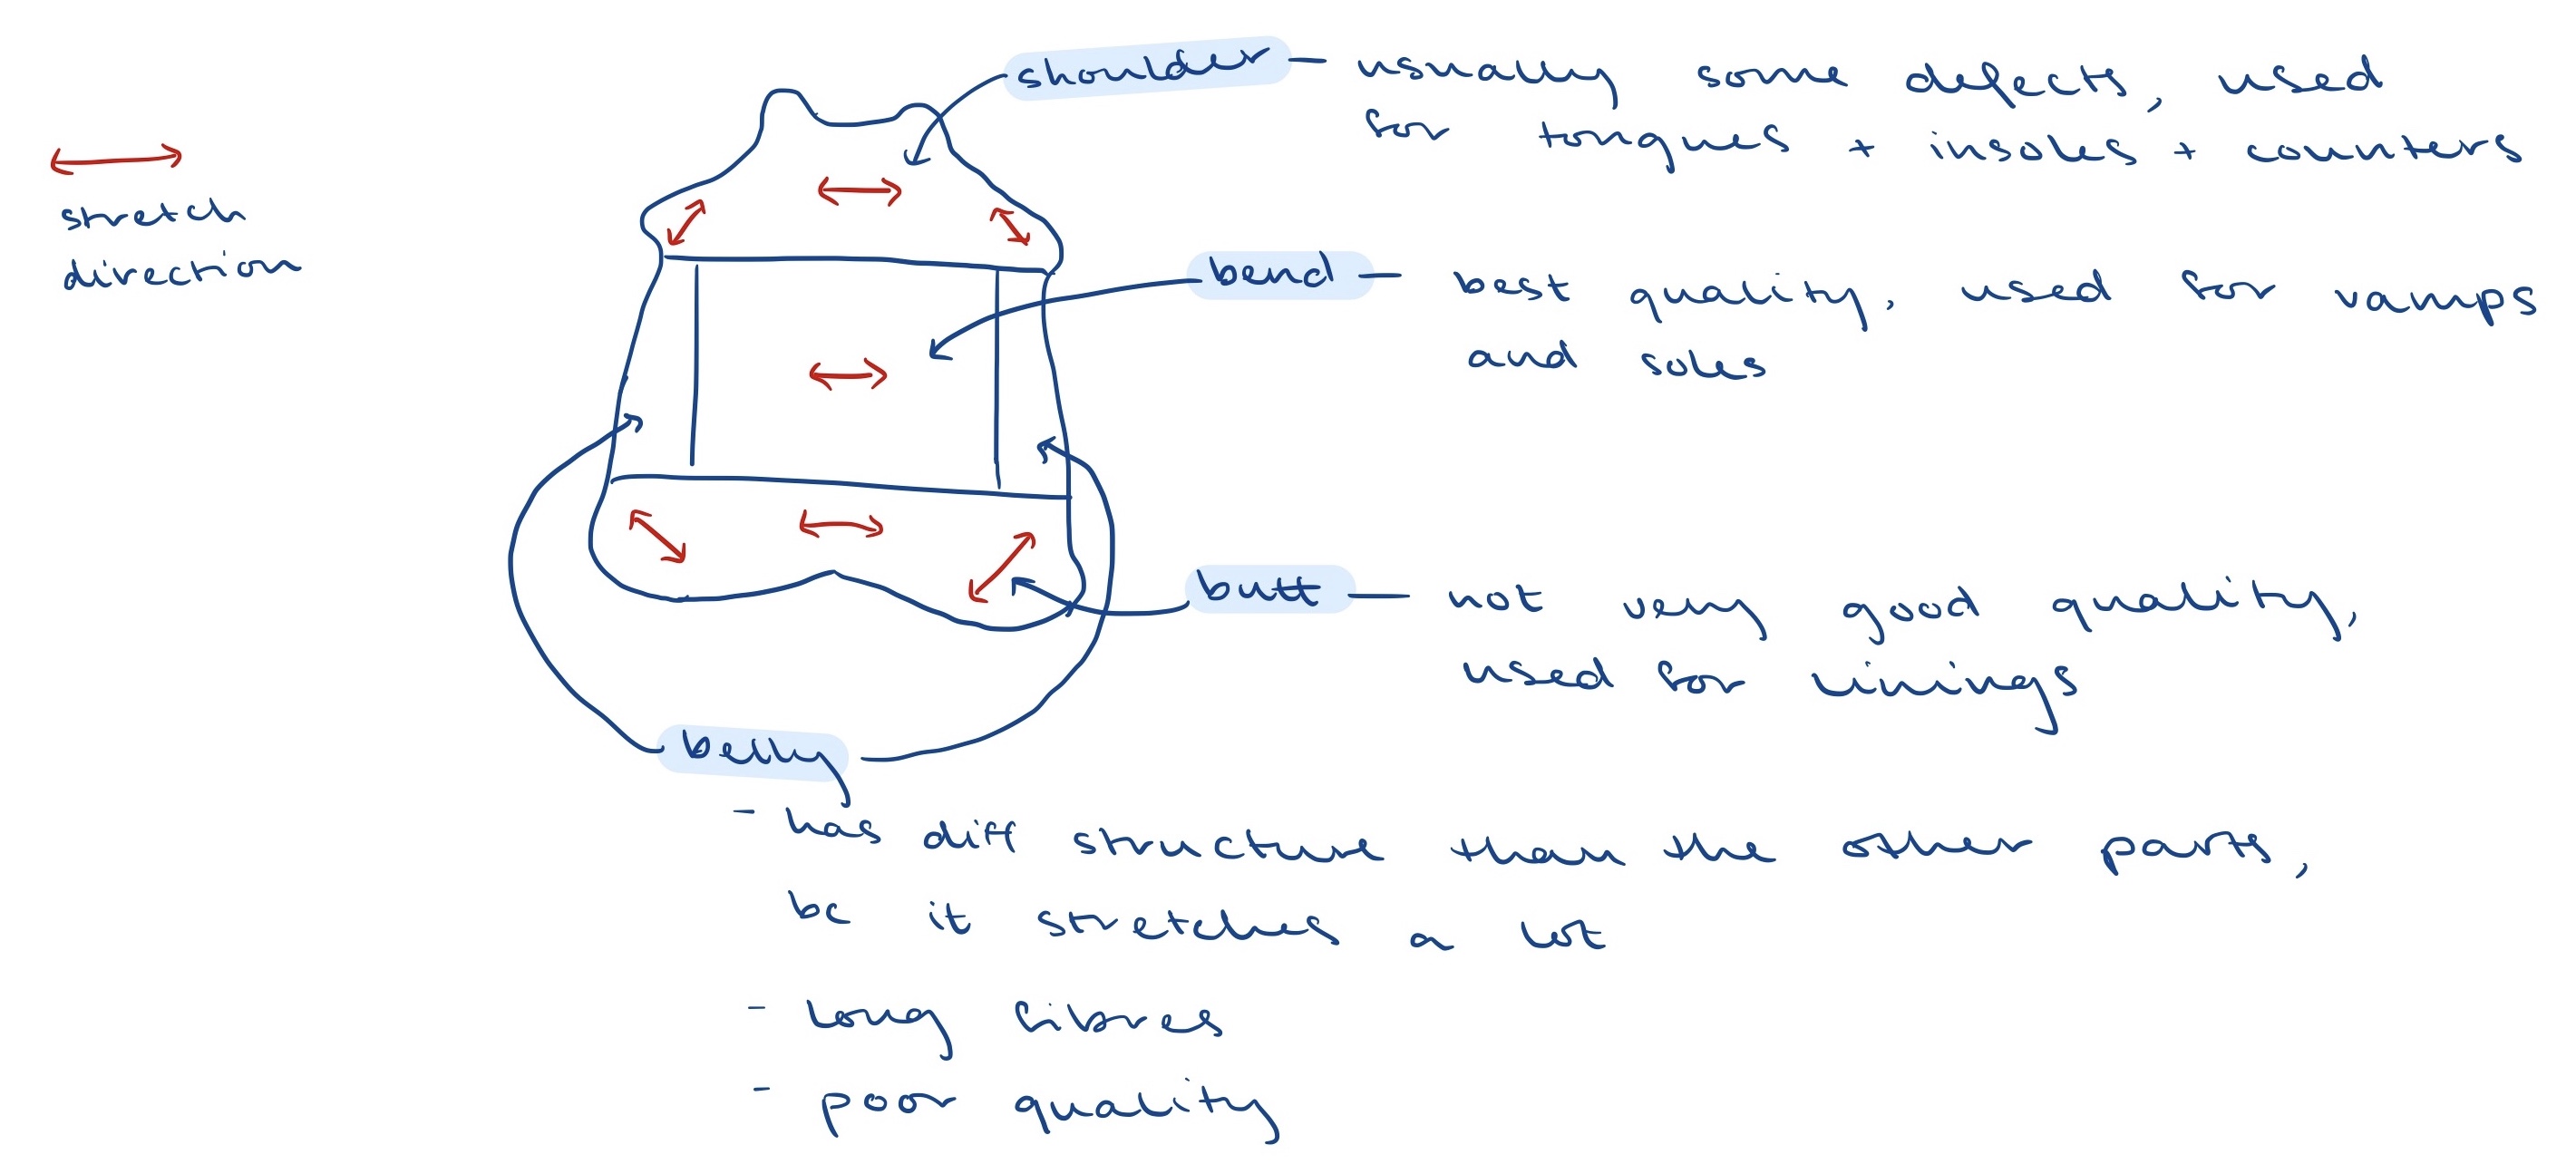 shoulder — usually some defects, used
for tongues + insoles + counters
stretch
direction
bend — best quality, used for vamps
and soles
butt — not very good quality,
used for linings
belly
- has diff structure than the other parts,
bc it stretches a lot
- long fibres
- poor quality